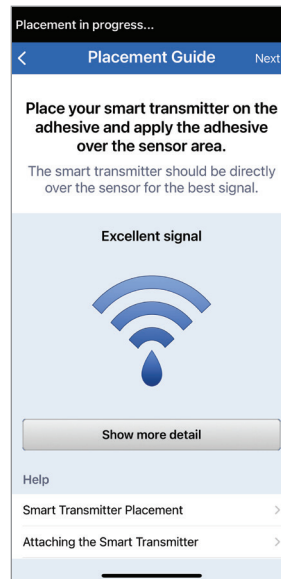 Placement in progress...
Placement Guide
Next
Place your smart transmitter on the
adhesive and apply the adhesive
over the sensor area.
The smart transmitter should be directly
over the sensor for the best signal.
Excellent signal
Show more detail
Help
Smart Transmitter Placement
Attaching the Smart Transmitter